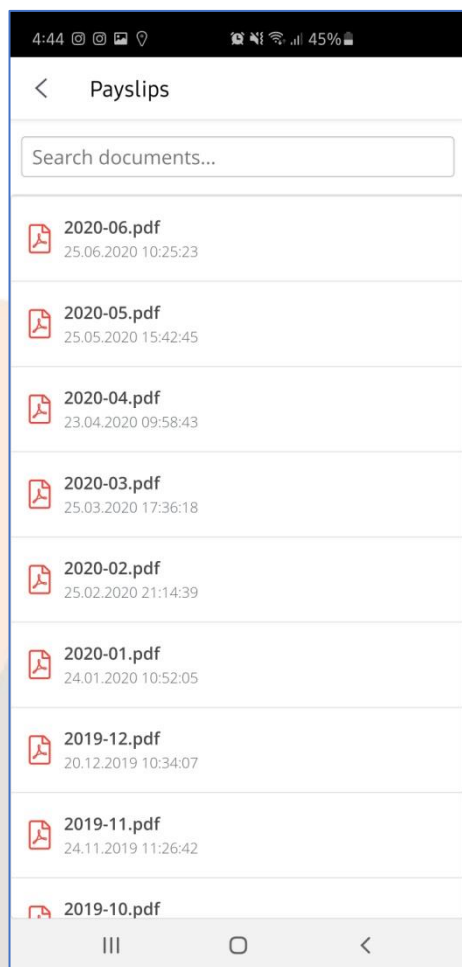 4:44 45%
Payslips
Search documents...
2020-06.pdf
25.06.2020 10:25:23
2020-05.pdf
25.05.2020 15:42:45
2020-04.pdf
23.04.2020 09:58:43
2020-03.pdf
25.03.2020 17:36:18
2020-02.pdf
25.02.2020 21:14:39
2020-01.pdf
24.01.2020 10:52:05
2019-12.pdf
20.12.2019 10:34:07
2019-11.pdf
24.11.2019 11:26:42
2019-10.pdf